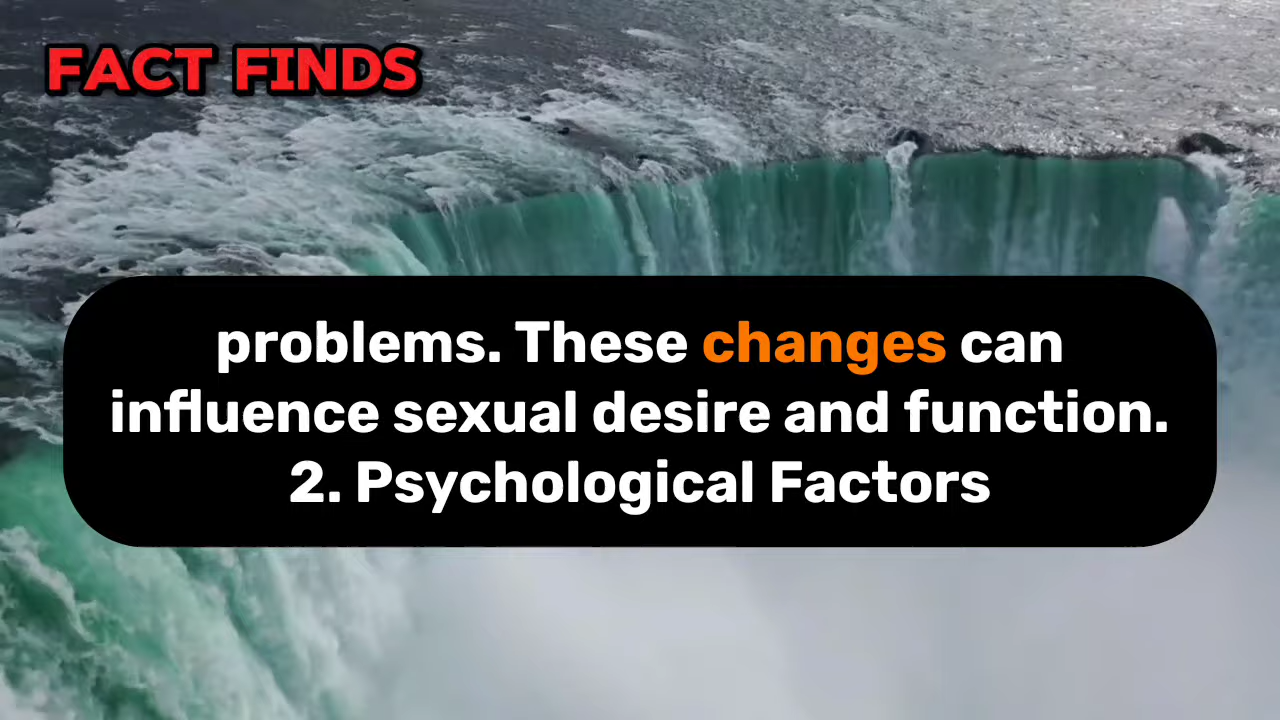 FACT FINDS
problems. These changes can
influence sexual desire and function.
2. Psychological Factors